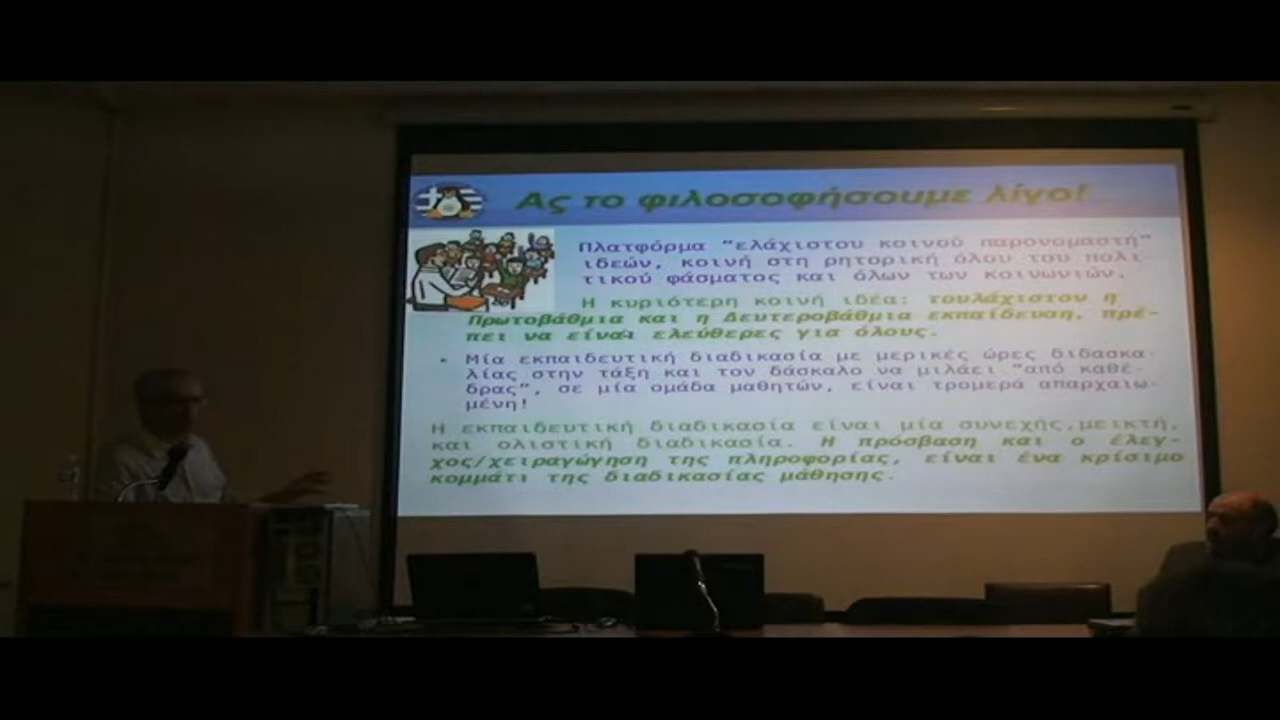 Ας το φιλοσοφήσουμε λίγο!
Πλατφόρμα “ελάχιστου κοινού παρονομαστή”
ιδεών, κοινή στη ρητορική όλου του πολι-
τικού φάσματος και όλων των κοινωνιών.
Η κυριότερη κοινή ιδέα: τουλάχιστον η
Πρωτοβάθμια και η Δευτεροβάθμια εκπαίδευση, πρέ-
πει να είναι ελεύθερες για όλους.
• Μία εκπαιδευτική διαδικασία με μερικές ώρες διδασκα-
λίας στην τάξη και τον δάσκαλο να μιλάει “από καθέ-
δρας”, σε μία ομάδα μαθητών, είναι τρομερά απαρχαιω-
μένη!
Η εκπαιδευτική διαδικασία είναι μία συνεχής,μεικτή,
και ολιστική διαδικασία. Η πρόσβαση και ο έλεγ-
χος/χειραγώγηση της πληροφορίας, είναι ένα κρίσιμο
κομμάτι της διαδικασίας μάθησης.